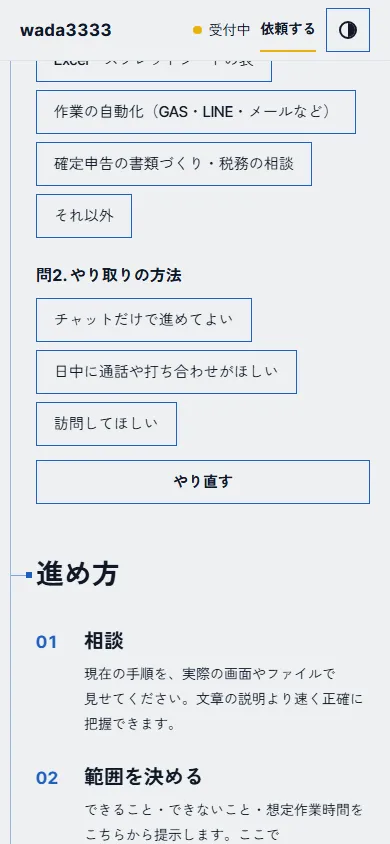 wada3333
受付中
依頼する
作業の自動化（GAS・LINE・メールなど）
確定申告の書類づくり・税務の相談
それ以外
問2. やり取りの方法
チャットだけで進めてよい
日中に通話や打ち合わせがほしい
訪問してほしい
やり直す
進め方
01 相談
現在の手順を、実際の画面やファイルで
見せてください。文章の説明より速く正確に
把握できます。
02 範囲を決める
できること・できないこと・想定作業時間を
こちらから提示します。ここで